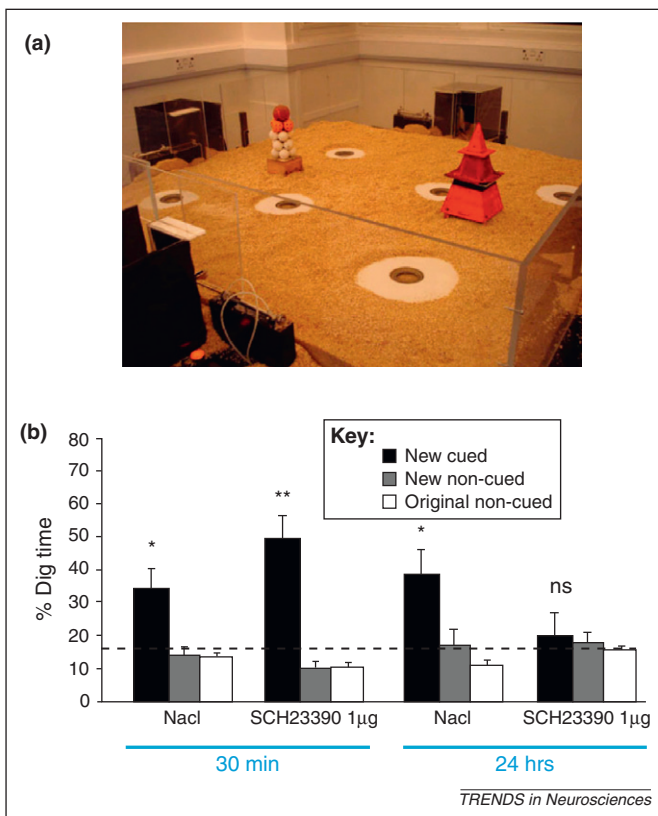 (a)
(b)
80
70
60
50
40
30
20
10
0
% Dig time
Key:
New cued
New non-cued
Original non-cued
*
**
*
ns
Nacl
SCH23390 1μg
Nacl
SCH23390 1μg
30 min
24 hrs
TRENDS in Neurosciences